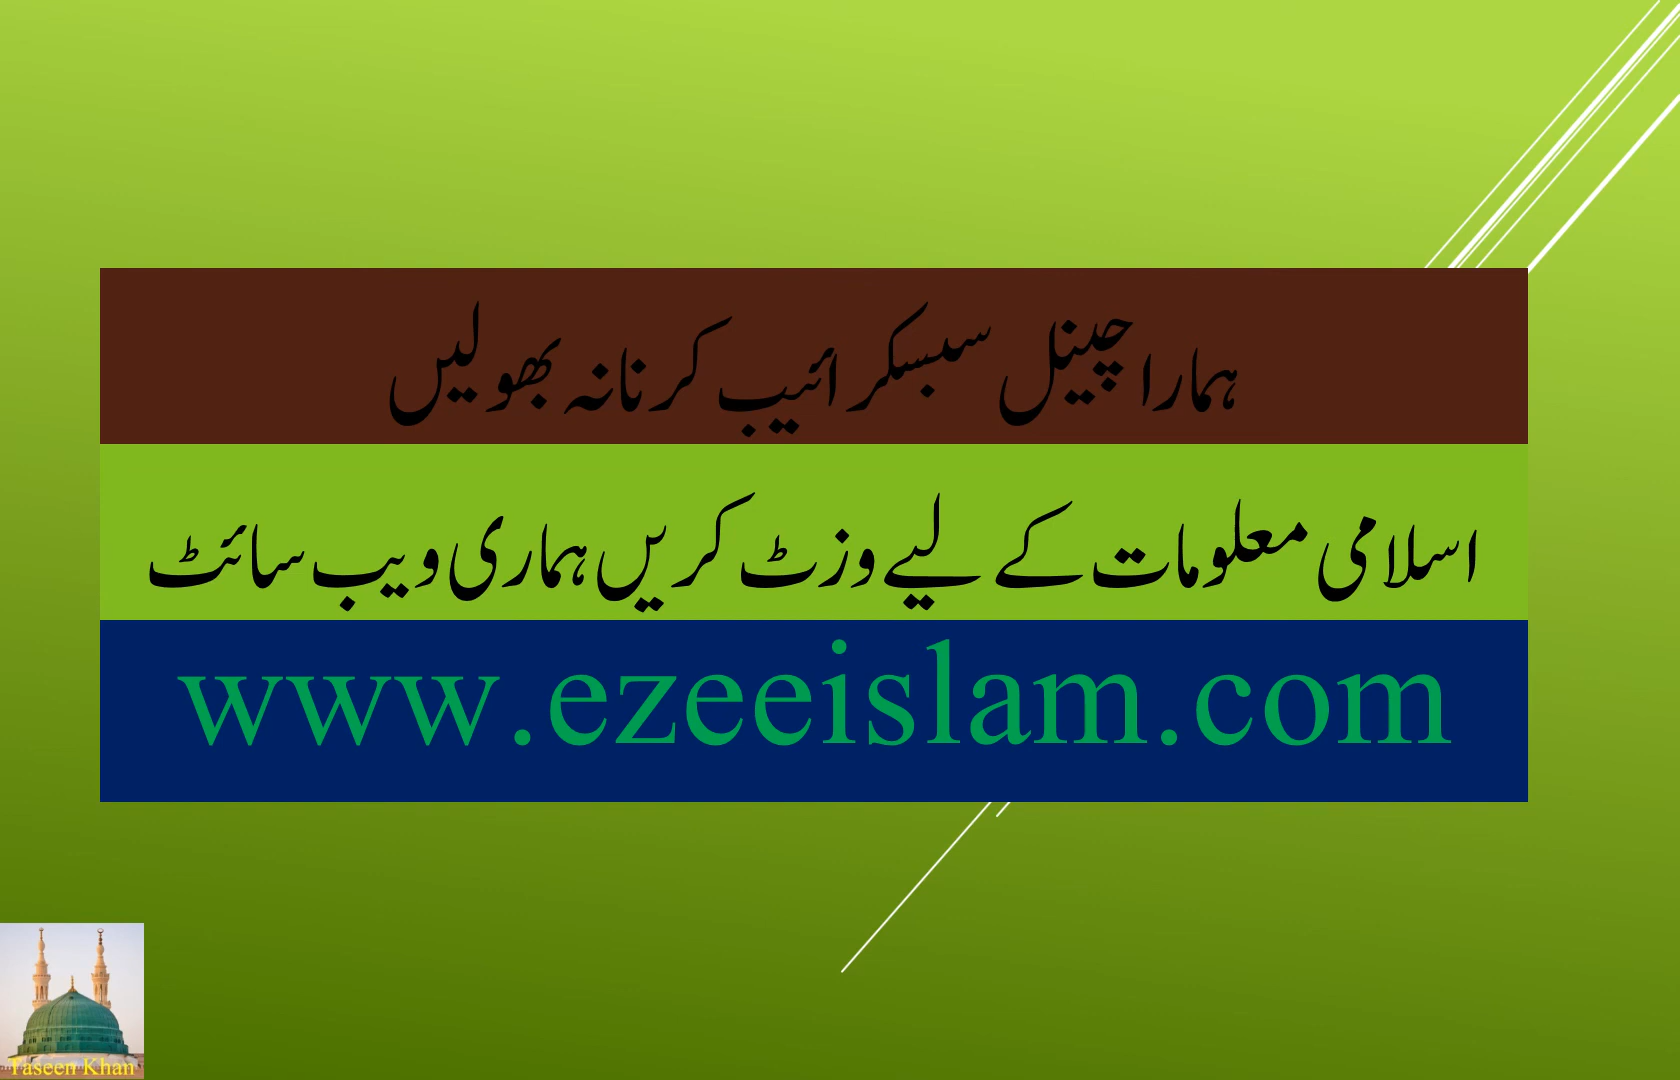 ہمارا چینل سبسکرائیب کرنا نہ بھولیں
اسلامی معلومات کے لیے وزٹ کریں ہماری ویب سائٹ
www.ezeeislam.com
Taseen Khan